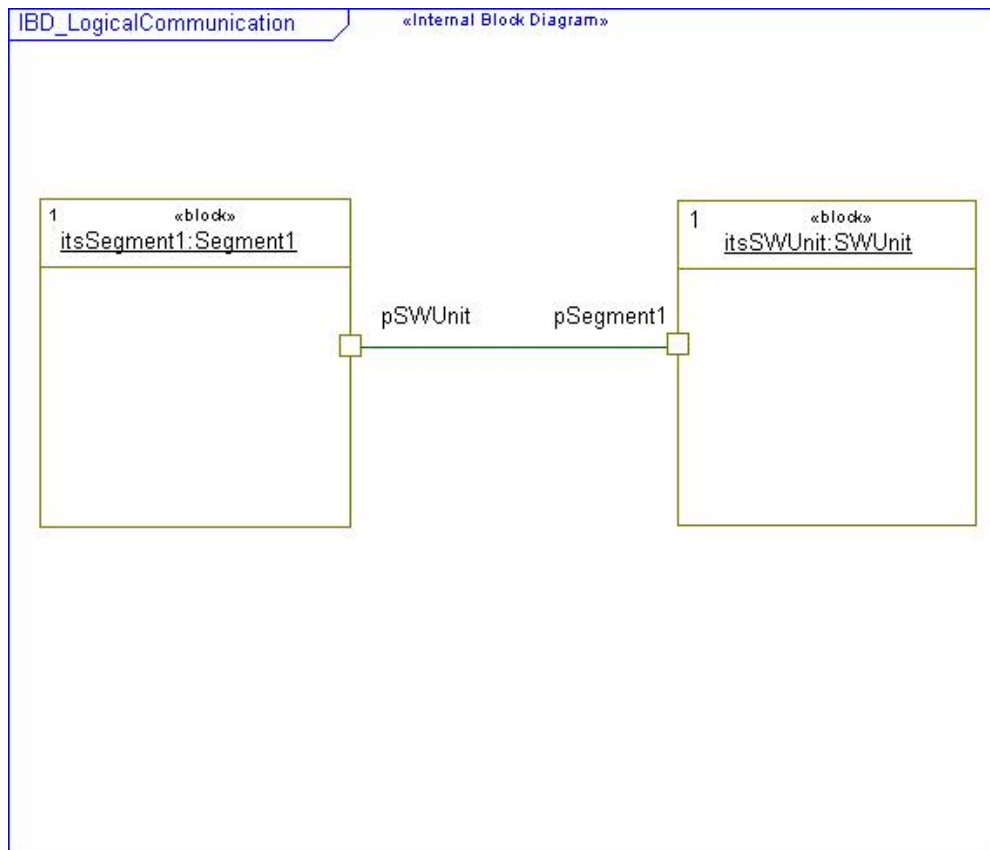 IBD_LogicalCommunication
«Internal Block Diagram»
1
«block»
itsSegment1:Segment1
1
«block»
itsSWUnit:SWUnit
pSWUnit
pSegment1